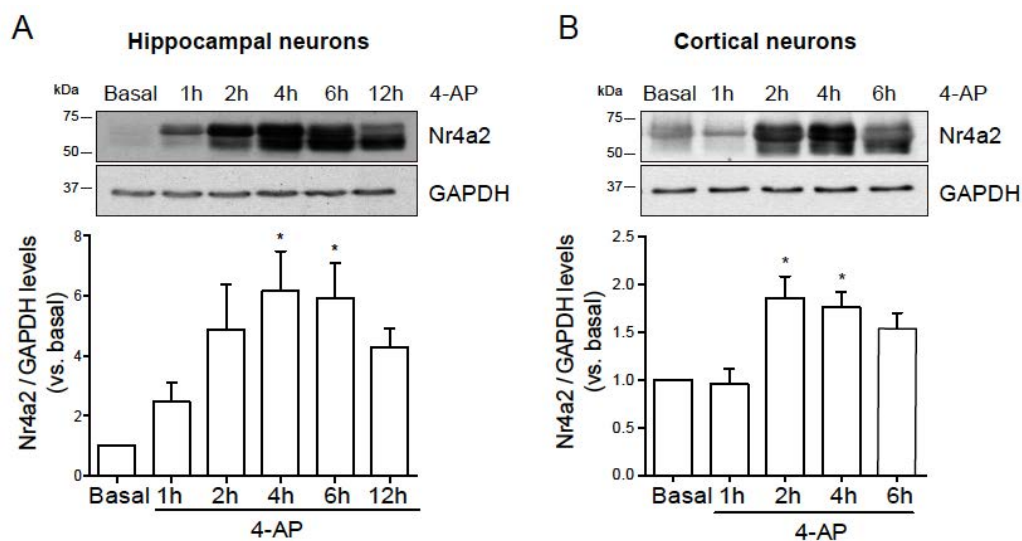 A
Hippocampal neurons
kDa Basal 1h 2h 4h 6h 12h 4-AP
75
Nr4a2
50
37
GAPDH
Nr4a2 / GAPDH levels
(vs. basal)
8
6
4
2
0
* *
Basal 1h 2h 4h 6h 12h
4-AP
B
Cortical neurons
kDa Basal 1h 2h 4h 6h 4-AP
75
Nr4a2
50
37
GAPDH
Nr4a2 / GAPDH levels
(vs. basal)
2.5
2.0
1.5
1.0
0.5
0.0
* *
Basal 1h 2h 4h 6h
4-AP